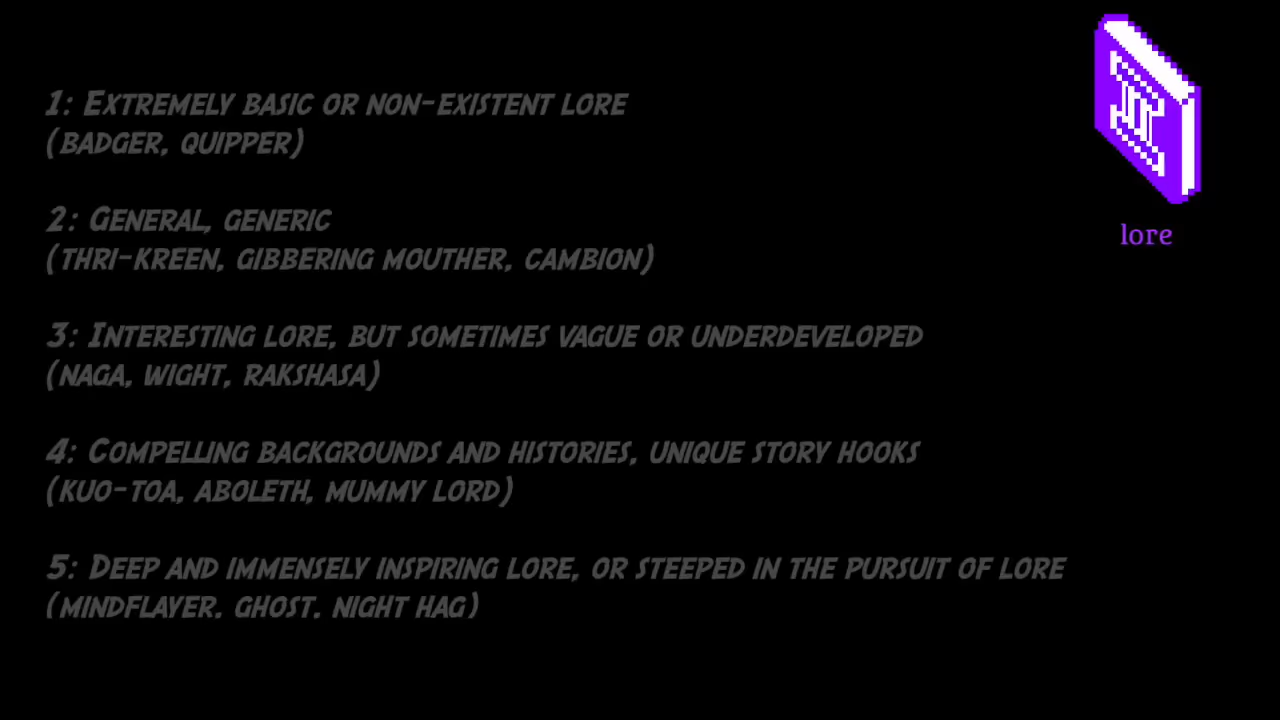 1: Extremely basic or non-existent lore
(badger, quipper)
2: General, generic
(thri-kreen, gibbering mouther, cambion)
3: Interesting lore, but sometimes vague or underdeveloped
(naga, wight, rakshasa)
4: Compelling backgrounds and histories, unique story hooks
(kuo-toa, aboleth, mummy lord)
5: Deep and immensely inspiring lore, or steeped in the pursuit of lore
(mindflayer, ghost, night hag)
lore